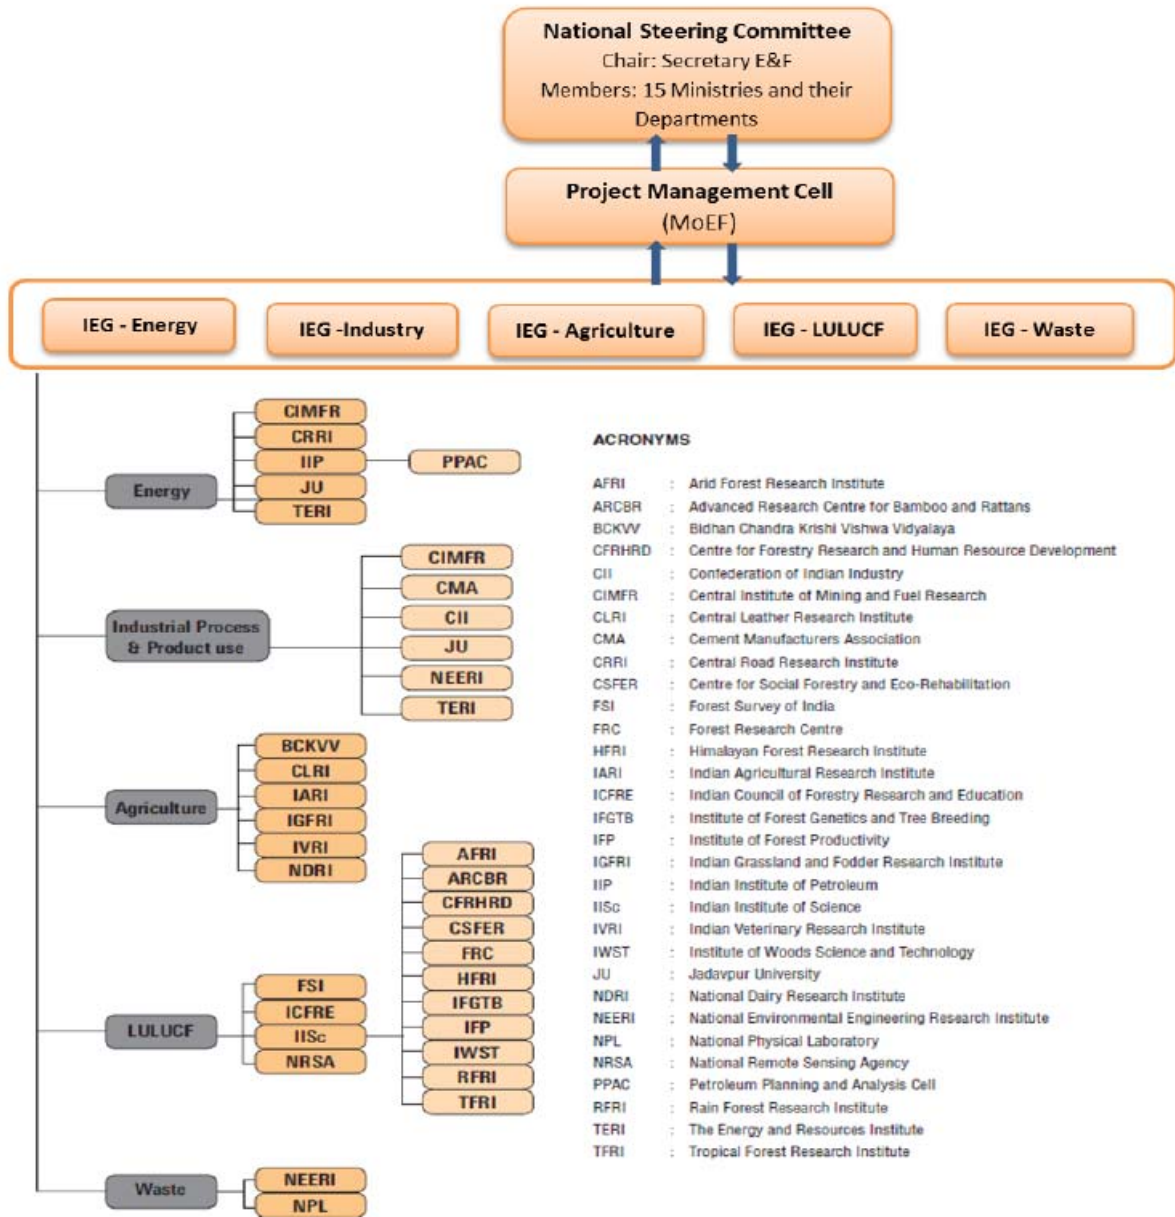 National Steering Committee
Chair: Secretary E&F
Members: 15 Ministries and their
Departments
Project Management Cell
(MoEF)
IEG - Energy
IEG -Industry
IEG - Agriculture
IEG - LULUCF
IEG - Waste
Energy
CIMFR
CRRI
IIP
JU
TERI
PPAC
Industrial Process
& Product use
CIMFR
CMA
CII
JU
NEERI
TERI
Agriculture
BCKVV
CLRI
IARI
IGFRI
IVRI
NDRI
LULUCF
FSI
ICFRE
IISc
NRSA
AFRI
ARCBR
CFRHRD
CSFER
FRC
HFRI
IFGTB
IFP
IWST
RFRI
TFRI
Waste
NEERI
NPL
ACRONYMS
AFRI : Arid Forest Research Institute
ARCBR : Advanced Research Centre for Bamboo and Rattans
BCKVV : Bidhan Chandra Krishi Vishwa Vidyalaya
CFRHRD : Centre for Forestry Research and Human Resource Development
CII : Confederation of Indian Industry
CIMFR : Central Institute of Mining and Fuel Research
CLRI : Central Leather Research Institute
CMA : Cement Manufacturers Association
CRRI : Central Road Research Institute
CSFER : Centre for Social Forestry and Eco-Rehabilitation
FSI : Forest Survey of India
FRC : Forest Research Centre
HFRI : Himalayan Forest Research Institute
IARI : Indian Agricultural Research Institute
ICFRE : Indian Council of Forestry Research and Education
IFGTB : Institute of Forest Genetics and Tree Breeding
IFP : Institute of Forest Productivity
IGFRI : Indian Grassland and Fodder Research Institute
IIP : Indian Institute of Petroleum
IISc : Indian Institute of Science
IVRI : Indian Veterinary Research Institute
IWST : Institute of Woods Science and Technology
JU : Jadavpur University
NDRI : National Dairy Research Institute
NEERI : National Environmental Engineering Research Institute
NPL : National Physical Laboratory
NRSA : National Remote Sensing Agency
PPAC : Petroleum Planning and Analysis Cell
RFRI : Rain Forest Research Institute
TERI : The Energy and Resources Institute
TFRI : Tropical Forest Research Institute